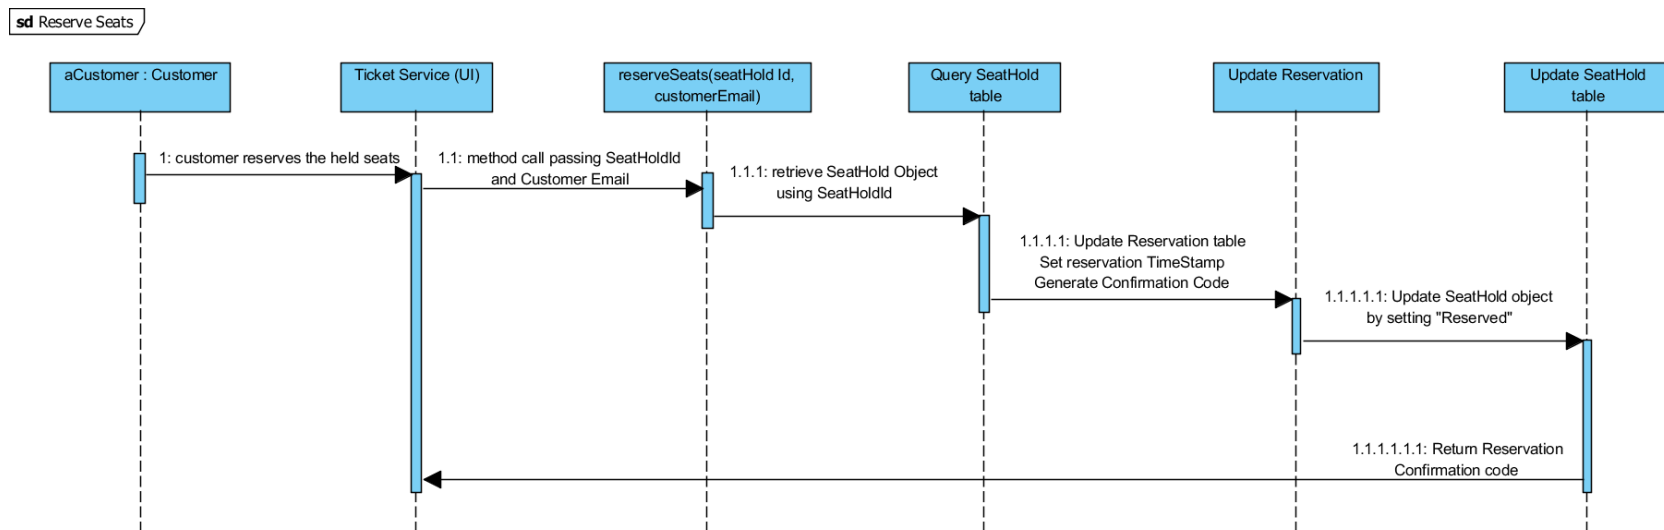 sd Reserve Seats
aCustomer : Customer
Ticket Service (UI)
reserveSeats(seatHold Id,
customerEmail)
Query SeatHold
table
Update Reservation
Update SeatHold
table
1: customer reserves the held seats
1.1: method call passing SeatHoldId
and Customer Email
1.1.1: retrieve SeatHold Object
using SeatHoldId
1.1.1.1: Update Reservation table
Set reservation TimeStamp
Generate Confirmation Code
1.1.1.1.1: Update SeatHold object
by setting "Reserved"
1.1.1.1.1.1: Return Reservation
Confirmation code